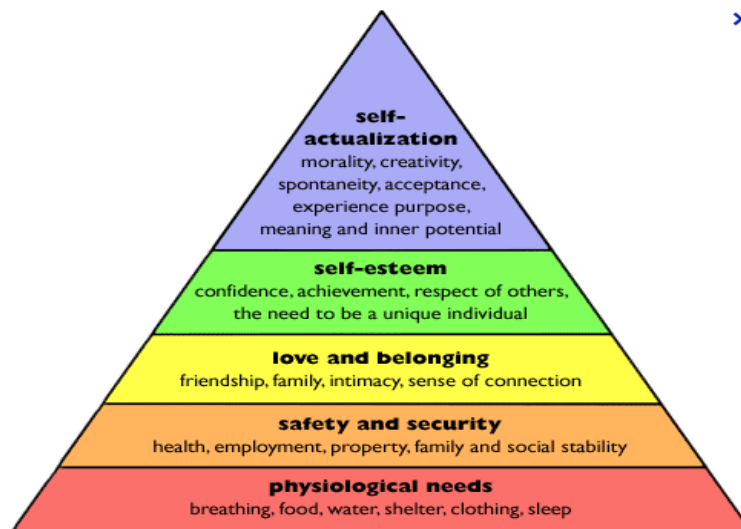 self-
actualization
morality, creativity,
spontaneity, acceptance,
experience purpose,
meaning and inner potential
self-esteem
confidence, achievement, respect of others,
the need to be a unique individual
love and belonging
friendship, family, intimacy, sense of connection
safety and security
health, employment, property, family and social stability
physiological needs
breathing, food, water, shelter, clothing, sleep